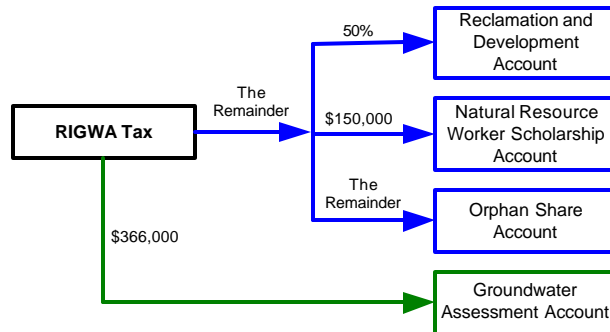 50%
Reclamation and
Development
Account
The
Remainder
RIGWA Tax
$150,000
Natural Resource
Worker Scholarship
Account
The
Remainder
Orphan Share
Account
$366,000
Groundwater
Assessment Account